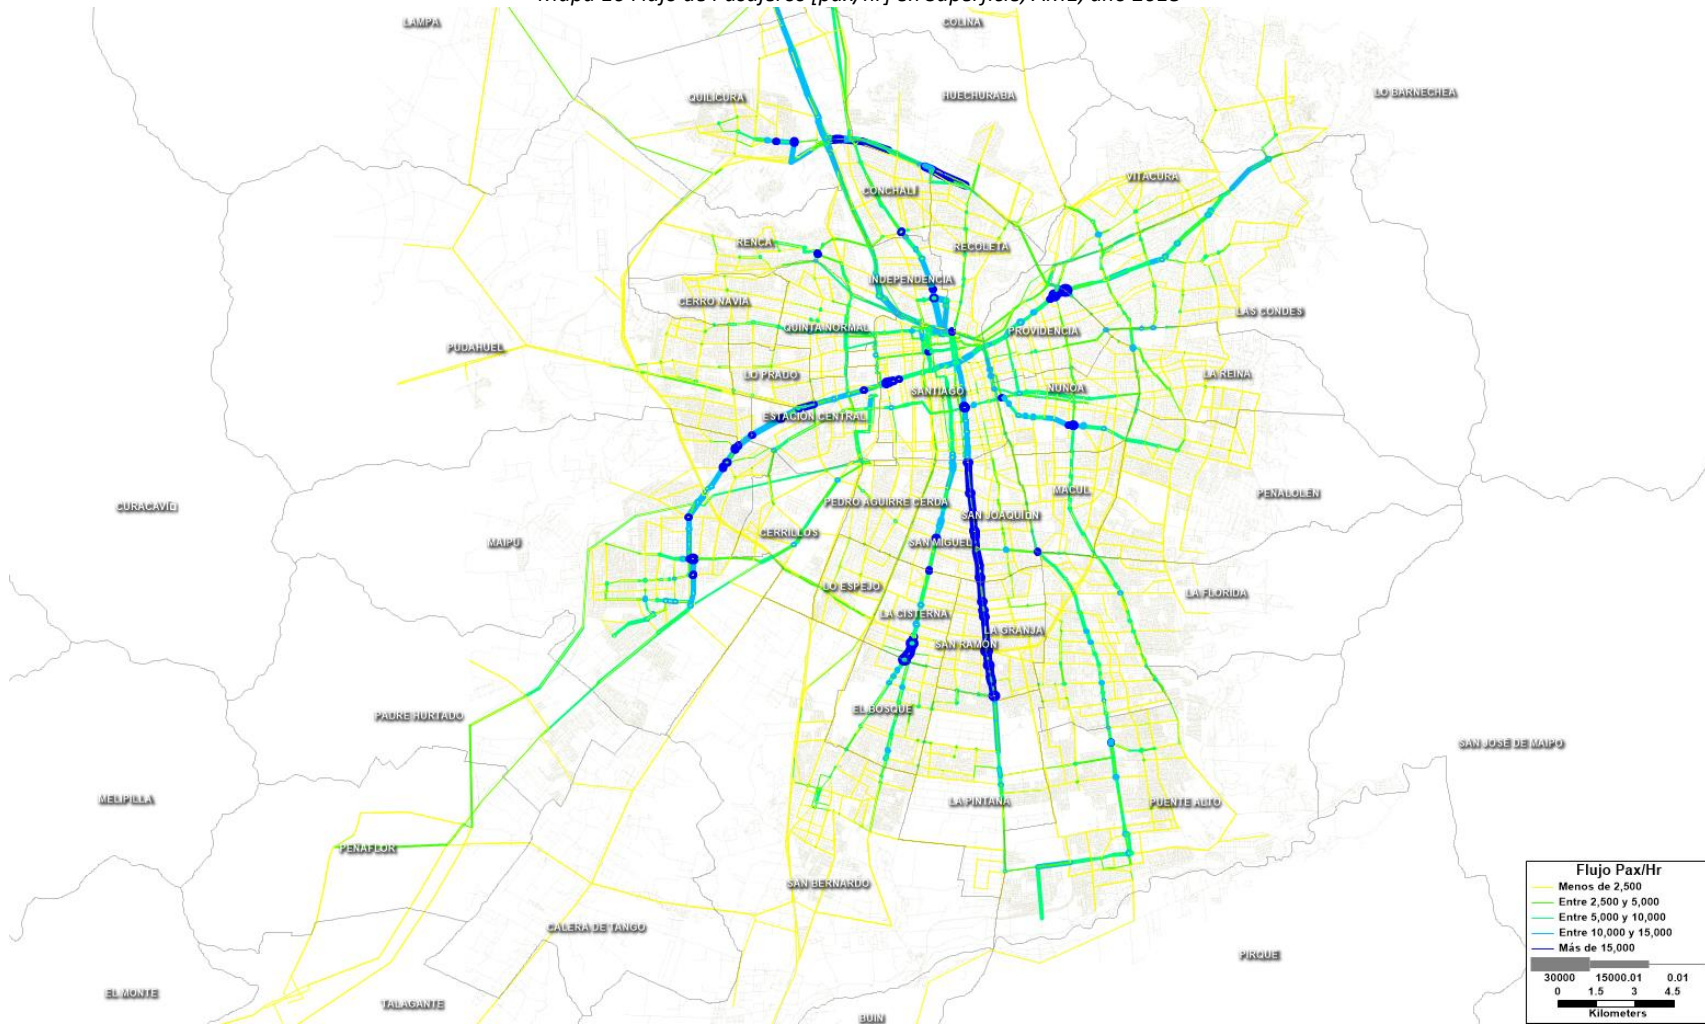 LAMPA
COLINA
QUILICURA
HUECHURABA
LO BARNECHEA
CONCHALÍ
VITACURA
RENCA
RECOLETA
INDEPENDENCIA
CERRO NAVIA
LAS CONDES
QUINTA NORMAL
PROVIDENCIA
PUDAHUEL
LO PRADO
LA REINA
SANTIAGO
ÑUÑOA
ESTACIÓN CENTRAL
MACUL
PEÑALOLÉN
PEDRO AGUIRRE CERDA
CURACAVÍ
SAN JOAQUÍN
CERRILLOS
MAIPÚ
SAN MIGUEL
LO ESPEJO
LA FLORIDA
LA CISTERNA
LA GRANJA
SAN RAMÓN
EL BOSQUE
PADRE HURTADO
SAN JOSÉ DE MAIPO
MELIPILLA
LA PINTANA
PUENTE ALTO
PEÑAFLOR
SAN BERNARDO
CALERA DE TANGO
PIRQUE
EL MONTE
TALAGANTE
BUIN
Flujo Pax/Hr
Menos de 2,500
Entre 2,500 y 5,000
Entre 5,000 y 10,000
Entre 10,000 y 15,000
Más de 15,000
30000 15000.01 0.01
0 1.5 3 4.5
Kilometers